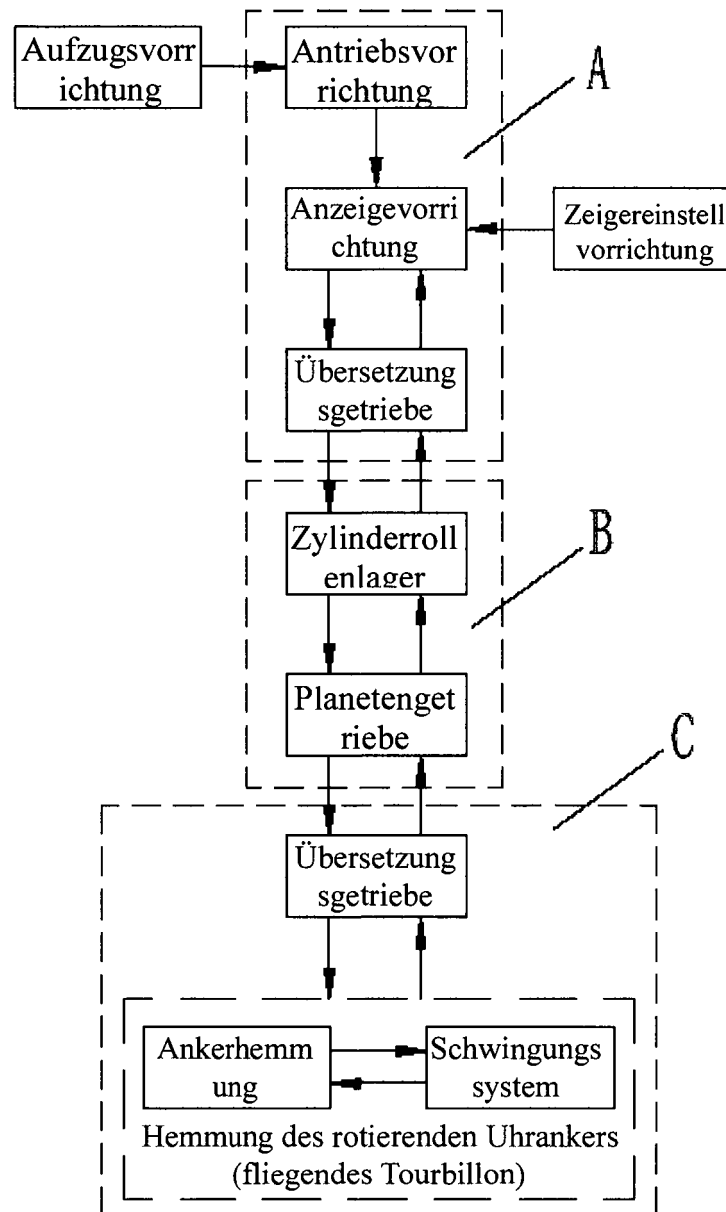 Aufzugsvorr
ichtung
Antriebsvor
richtung
A
Anzeigevorri
chtung
Zeigereinstell
vorrichtung
Übersetzung
sgetriebe
Zylinderroll
enlager
B
Planetenget
riebe
C
Übersetzung
sgetriebe
Ankerhemm
ung
Schwingungs
system
Hemmung des rotierenden Uhrankers
(fliegendes Tourbillon)